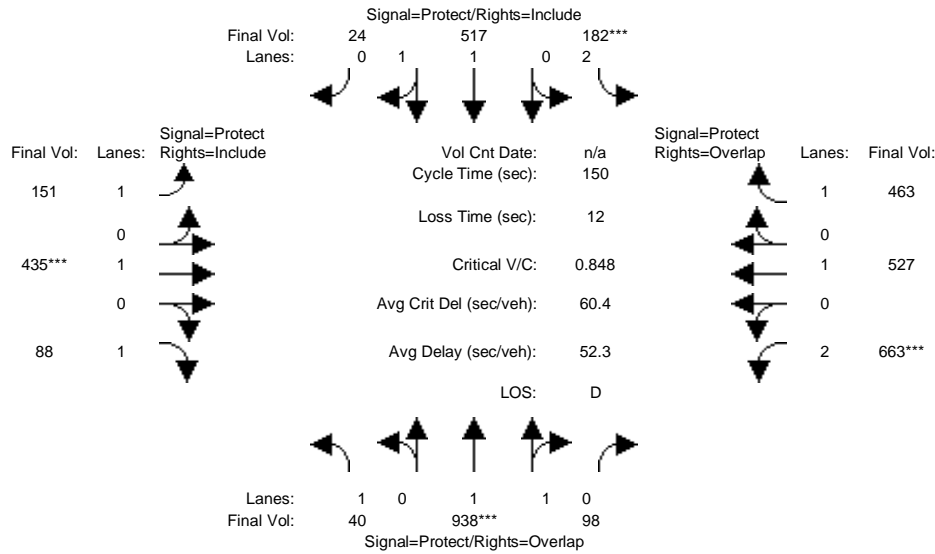 Signal=Protect/Rights=Include
Final Vol: 24 517 182***
Lanes: 0 1 1 0 2
Signal=Protect
Final Vol: Lanes: Rights=Include
Vol Cnt Date: n/a
Signal=Protect
Rights=Overlap Lanes: Final Vol:
Cycle Time (sec): 150
151 1
1 463
Loss Time (sec): 12
0
0
435*** 1
Critical V/C: 0.848
1 527
0
Avg Crit Del (sec/veh): 60.4
0
88 1
Avg Delay (sec/veh): 52.3
2 663***
LOS: D
Lanes: 1 0 1 1 0
Final Vol: 40 938*** 98
Signal=Protect/Rights=Overlap